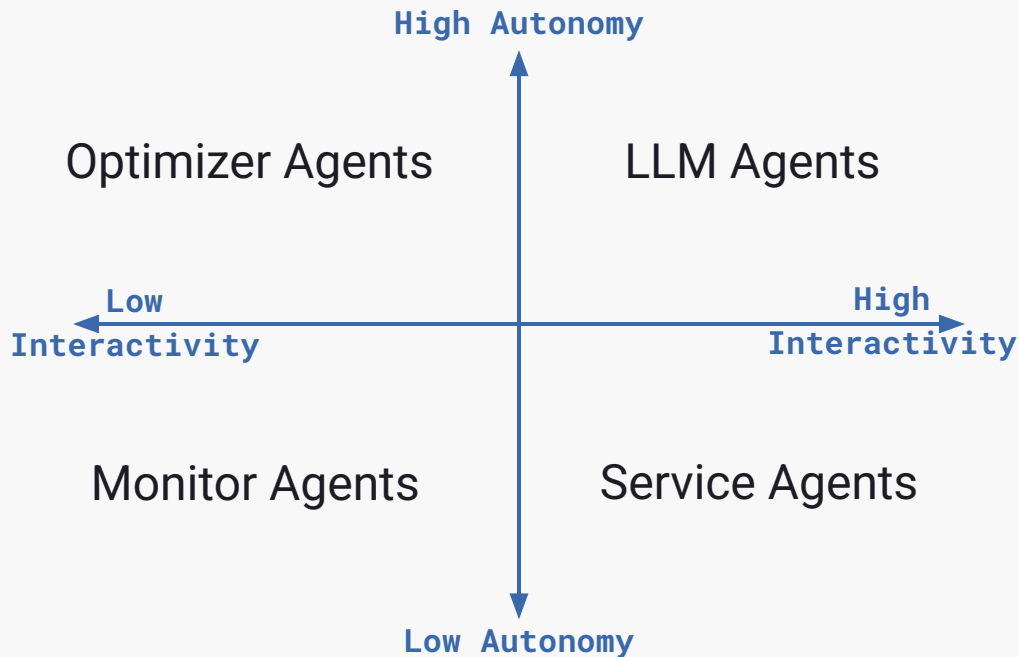 High Autonomy
Optimizer Agents
LLM Agents
Low
Interactivity
High
Interactivity
Monitor Agents
Service Agents
Low Autonomy